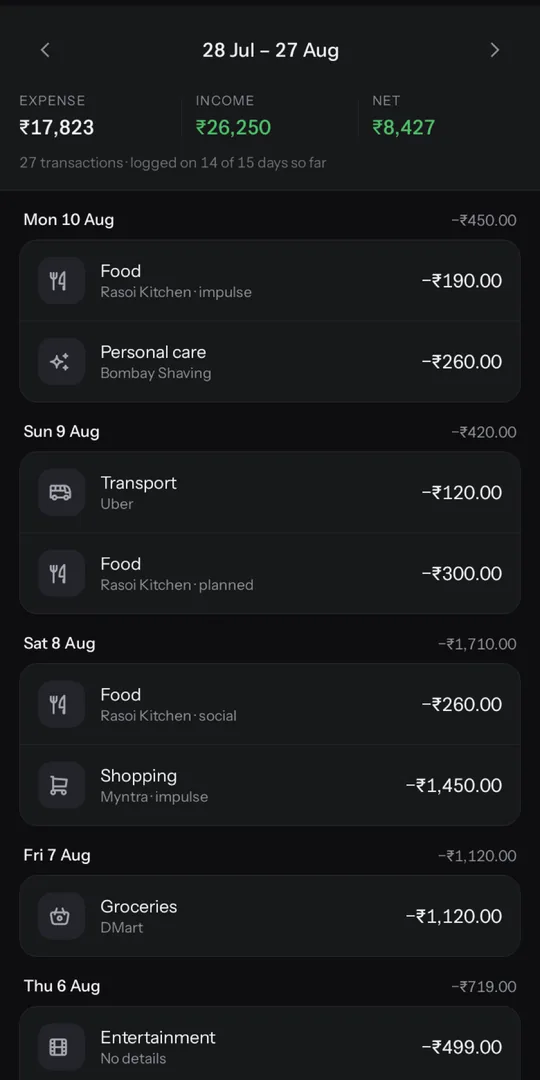 28 Jul – 27 Aug
EXPENSE INCOME NET
₹17,823 ₹26,250 ₹8,427
27 transactions · logged on 14 of 15 days so far
Mon 10 Aug −₹450.00
Food
Rasoi Kitchen · impulse
−₹190.00
Personal care
Bombay Shaving
−₹260.00
Sun 9 Aug −₹420.00
Transport
Uber
−₹120.00
Food
Rasoi Kitchen · planned
−₹300.00
Sat 8 Aug −₹1,710.00
Food
Rasoi Kitchen · social
−₹260.00
Shopping
Myntra · impulse
−₹1,450.00
Fri 7 Aug −₹1,120.00
Groceries
DMart
−₹1,120.00
Thu 6 Aug −₹719.00
Entertainment
No details
−₹499.00